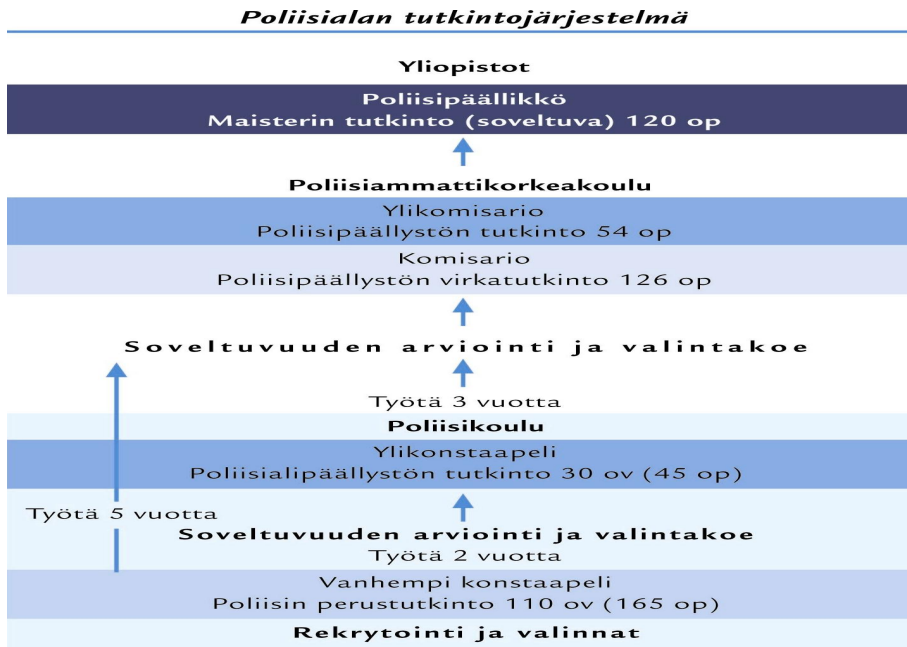 Poliisialan tutkintojärjestelmä
Yliopistot
Poliisipäällikkö
Maisterin tutkinto (soveltuva) 120 op
Poliisiammattikorkeakoulu
Ylikomisario
Poliisipäällystön tutkinto 54 op
Komisario
Poliisipäällystön virkatutkinto 126 op
Soveltuvuuden arviointi ja valintakoe
Työtä 3 vuotta
Poliisikoulu
Ylikonstaapeli
Poliisialipäällystön tutkinto 30 ov (45 op)
Työtä 5 vuotta
Soveltuvuuden arviointi ja valintakoe
Työtä 2 vuotta
Vanhempi konstaapeli
Poliisin perustutkinto 110 ov (165 op)
Rekrytointi ja valinnat